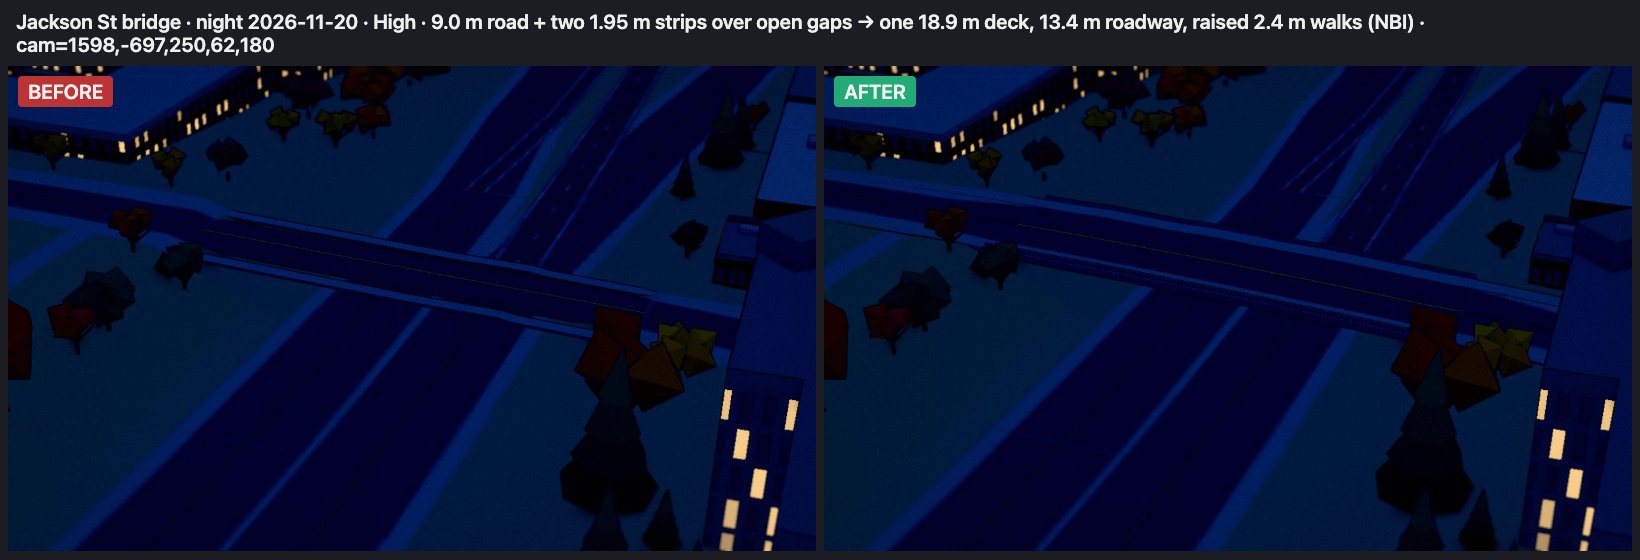 Jackson St bridge · night 2026-11-20 · High · 9.0 m road + two 1.95 m strips over open gaps → one 18.9 m deck, 13.4 m roadway, raised 2.4 m walks (NBI) ·
cam=1598,-697,250,62,180
BEFORE
AFTER